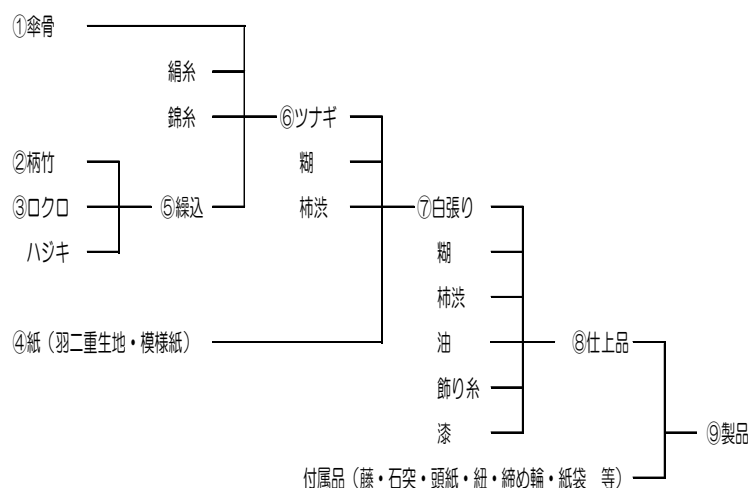 ①傘骨
絹糸
錦糸
⑥ツナギ
②柄竹
糊
③ロクロ
⑤繰込
柿渋
⑦白張り
ハジキ
糊
柿渋
④紙（羽二重生地・模様紙）
油
⑧仕上品
飾り糸
漆
⑨製品
付属品（藤・石突・頭紙・紐・締め輪・紙袋　等）